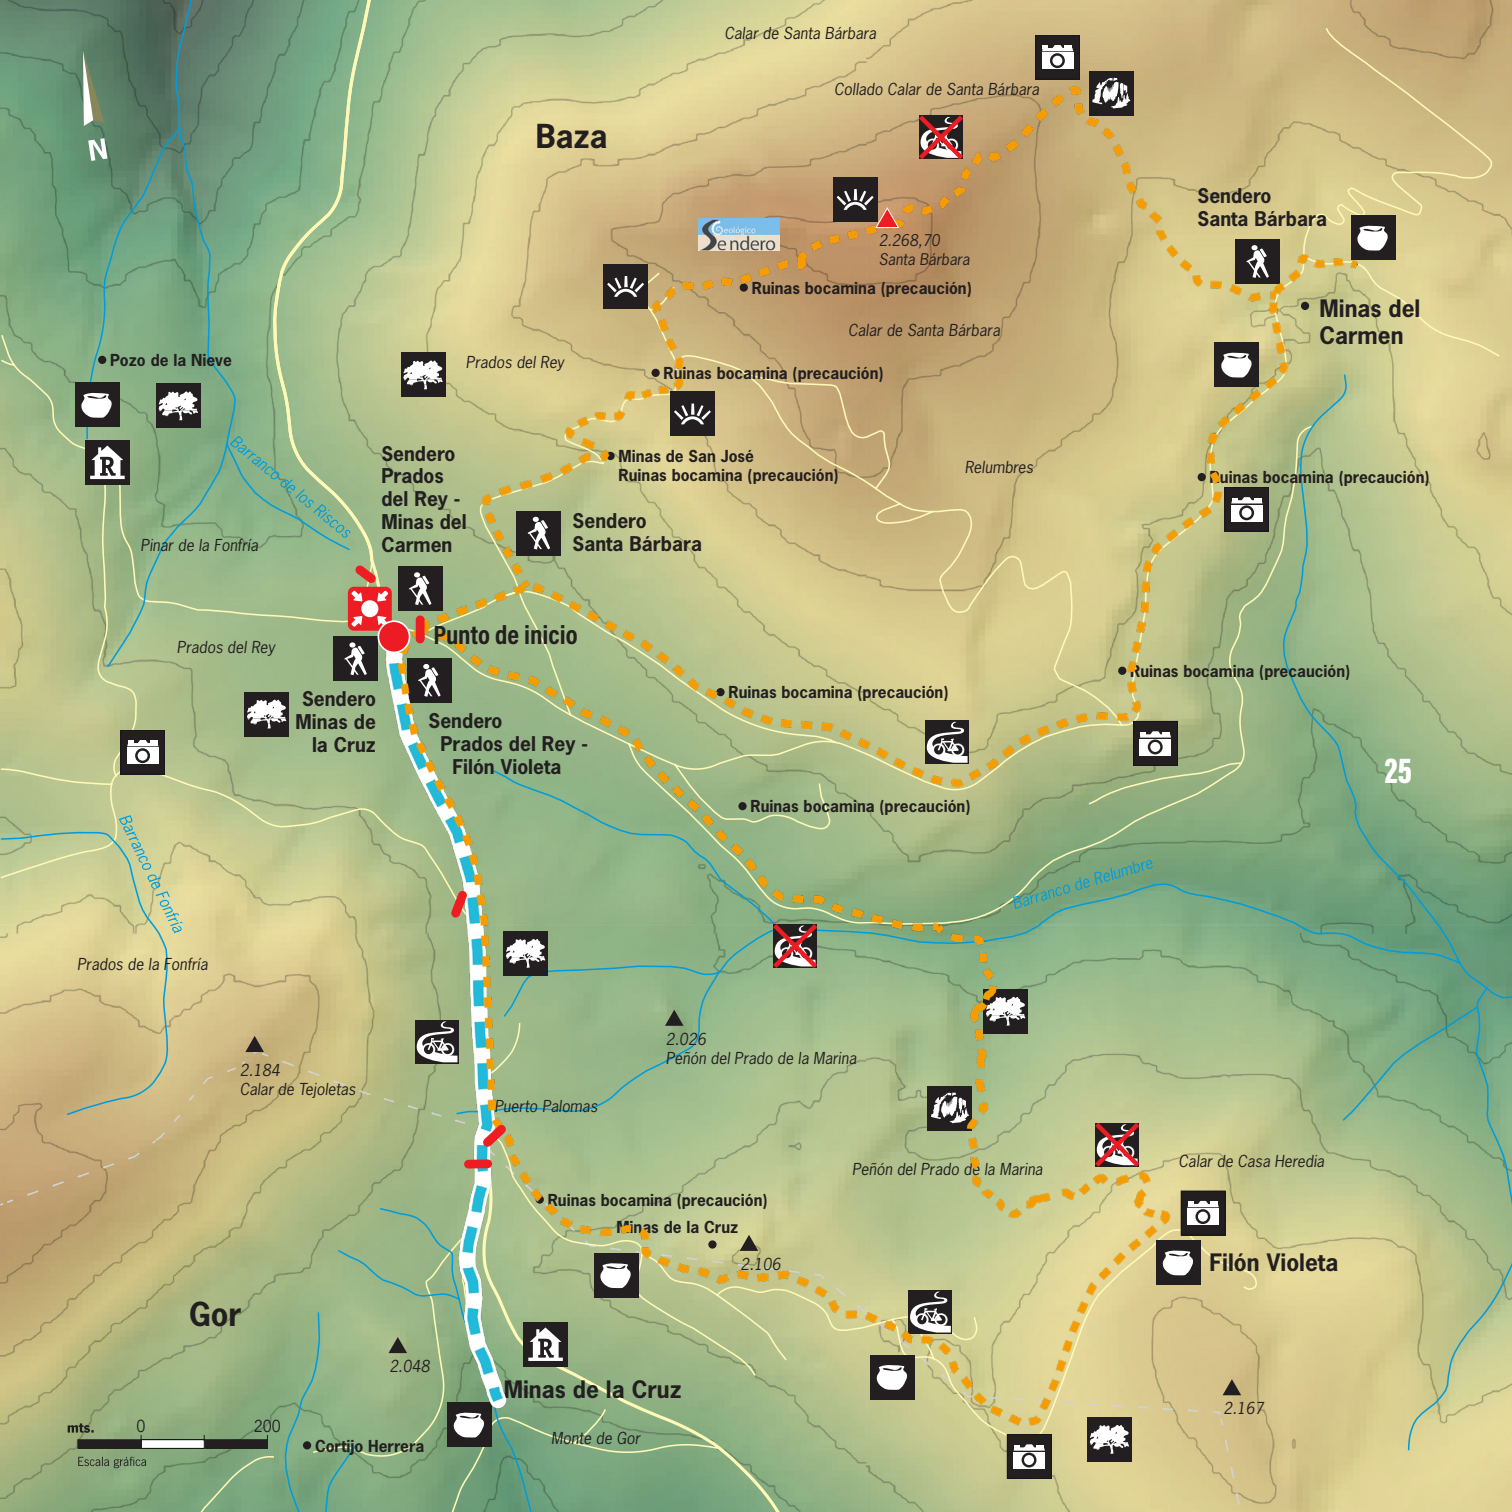 Calar de Santa Bárbara
Collado Calar de Santa Bárbara
Baza
N
Sendero
Santa Bárbara
Geológico
Sendero
2.268,70
Santa Bárbara
Ruinas bocamina (precaución)
Minas del
Carmen
Calar de Santa Bárbara
Pozo de la Nieve
Prados del Rey
Ruinas bocamina (precaución)
R
Barranco de los Riscos
Sendero
Prados
del Rey -
Minas del
Carmen
Minas de San José
Ruinas bocamina (precaución)
Relumbres
Ruinas bocamina (precaución)
Sendero
Santa Bárbara
Pinar de la Fonfría
Punto de inicio
Prados del Rey
Ruinas bocamina (precaución)
Ruinas bocamina (precaución)
Sendero
Minas de
la Cruz
Sendero
Prados del Rey -
Filón Violeta
25
Ruinas bocamina (precaución)
Barranco de Fonfría
Barranco de Relumbre
Prados de la Fonfría
2.026
Peñón del Prado de la Marina
2.184
Calar de Tejoletas
Puerto Palomas
Peñón del Prado de la Marina
Calar de Casa Heredia
Ruinas bocamina (precaución)
Minas de la Cruz
2.106
Filón Violeta
Gor
R
2.048
Minas de la Cruz
2.167
mts.
0
200
Escala gráfica
Cortijo Herrera
Monte de Gor